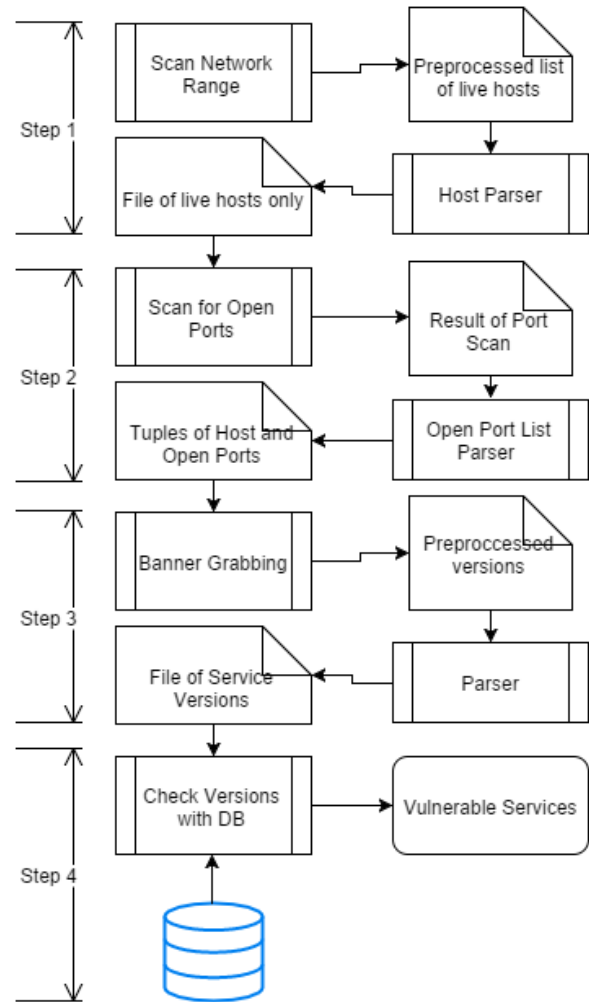 Step 1
Scan Network
Range
Preprocessed list
of live hosts
File of live hosts only
Host Parser
Step 2
Scan for Open
Ports
Result of Port
Scan
Tuples of Host and
Open Ports
Open Port List
Parser
Step 3
Banner Grabbing
Preproccessed
versions
File of Service
Versions
Parser
Step 4
Check Versions
with DB
Vulnerable Services